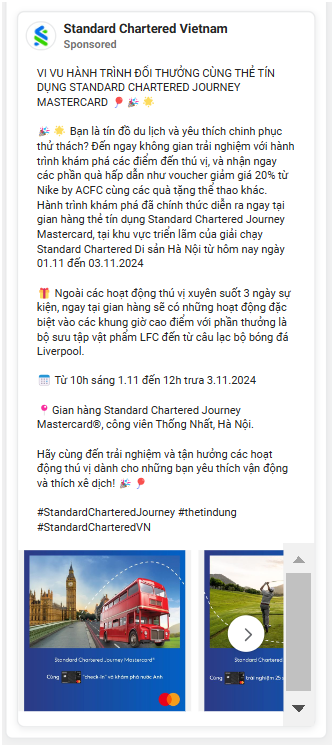 Standard Chartered Vietnam
Sponsored
VI VU HÀNH TRÌNH ĐỔI THƯỞNG CÙNG THẺ TÍN
DỤNG STANDARD CHARTERED JOURNEY
MASTERCARD 🎈 🎉 🌟
🎉 🌟 Bạn là tín đồ du lịch và yêu thích chinh phục
thử thách? Đến ngay không gian trải nghiệm với hành
trình khám phá các điểm đến thú vị, và nhận ngay
các phần quà hấp dẫn như voucher giảm giá 20% từ
Nike by ACFC cùng các quà tặng thể thao khác.
Hành trình khám phá đã chính thức diễn ra ngay tại
gian hàng thẻ tín dụng Standard Chartered Journey
Mastercard, tại khu vực triển lãm của giải chạy
Standard Chartered Di sản Hà Nội từ hôm nay ngày
01.11 đến 03.11.2024
🎁 Ngoài các hoạt động thú vị xuyên suốt 3 ngày sự
kiện, ngay tại gian hàng sẽ có những hoạt động đặc
biệt vào các khung giờ cao điểm với phần thưởng là
bộ sưu tập vật phẩm LFC đến từ câu lạc bộ bóng đá
Liverpool.
🗓️ Từ 10h sáng 1.11 đến 12h trưa 3.11.2024
📍 Gian hàng Standard Chartered Journey
Mastercard®, công viên Thống Nhất, Hà Nội.
Hãy cùng đến trải nghiệm và tận hưởng các hoạt
động thú vị dành cho những bạn yêu thích vận động
và thích xê dịch! 🎉 🎈
#StandardCharteredJourney #thetindung
#StandardCharteredVN
Standard Chartered Journey Mastercard®
Cùng "check-in" và khám phá nước Anh
Standard Chartered
Cùng trải nghiệm 25